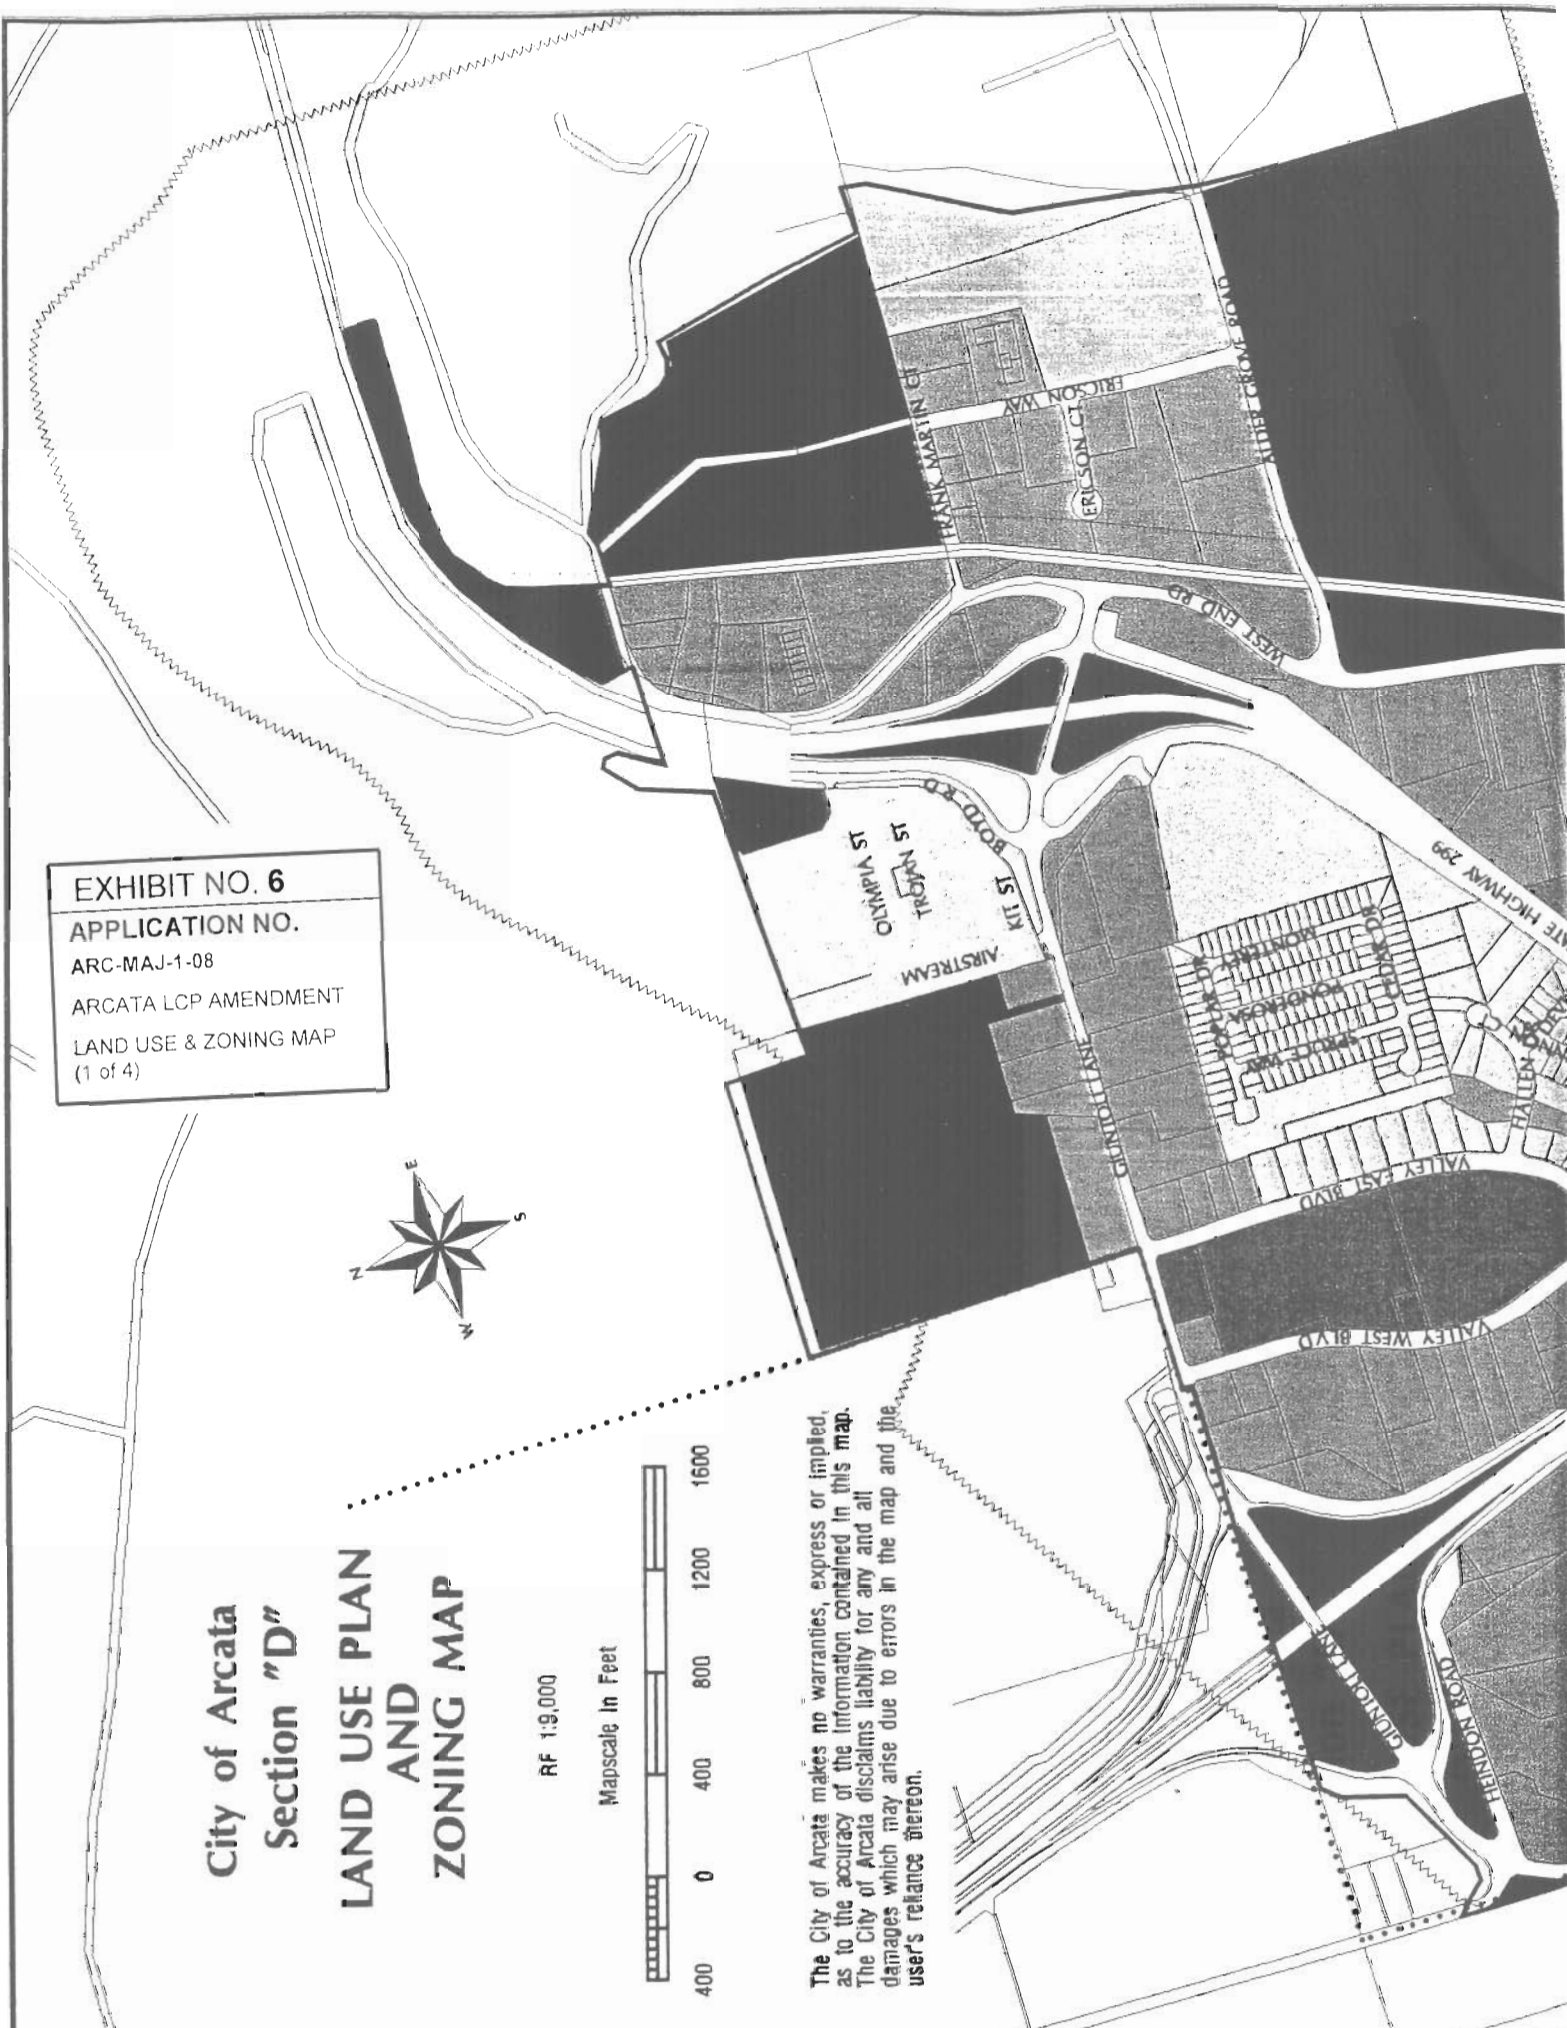 EXHIBIT NO. 6
APPLICATION NO.
ARC-MAJ-1-08
ARCATA LCP AMENDMENT
LAND USE & ZONING MAP
(1 of 4)
City of Arcata
Section "D"
LAND USE PLAN
AND
ZONING MAP
RF 1:9,000
Mapscale In Feet
400 0 400 800 1200 1600
The City of Arcata makes no warranties, express or implied,
as to the accuracy of the information contained in this map.
The City of Arcata disclaims liability for any and all
damages which may arise due to errors in the map and the
user's reliance thereon.
N
E
S
W
FRANK MARTIN CT
ERICSON WAY
ERICSON CT
ALDER GROVE ROAD
WEST END RD
BOYD RD
OLYMPIA ST
TROJAN ST
KIT ST
AIRSTREAM
GIUNTOLI LANE
POPLAR DR
MONTEREY
PONDEROSA
SPRUCE WAY
CEDAR DR
HALLEN
VALLEY EAST BLVD
VALLEY WEST BLVD
HIGHWAY 299
GIUNTOLI LANE
HEINDON ROAD